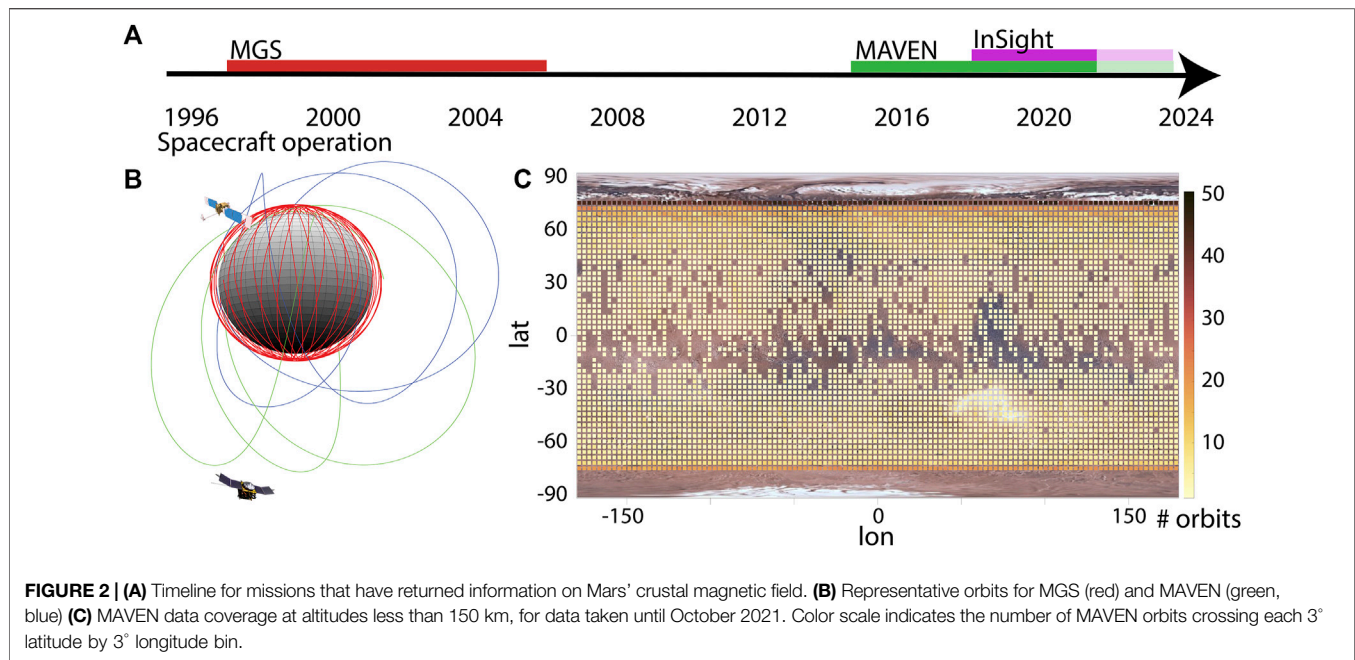 A
MGS
MAVEN
InSight
1996 2000 2004 2008 2012 2016 2020 2024
Spacecraft operation
B
C
90
60
30
0
-30
-60
-90
lat
-150 0 150
lon
50
40
30
20
10
# orbits
FIGURE 2 | (A) Timeline for missions that have returned information on Mars' crustal magnetic field. (B) Representative orbits for MGS (red) and MAVEN (green,
blue) (C) MAVEN data coverage at altitudes less than 150 km, for data taken until October 2021. Color scale indicates the number of MAVEN orbits crossing each 3°
latitude by 3° longitude bin.